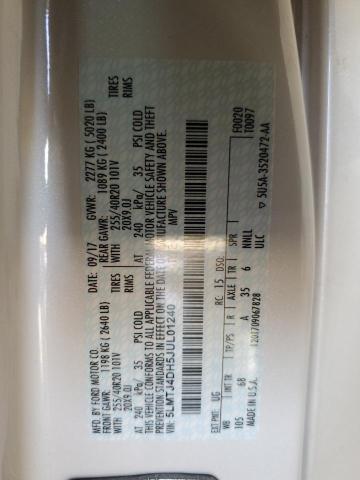 MFD. BY FORD MOTOR CO.
09/17 GVWR: 2277 KG ( 5020 LB)
FRONT GAWR: 1198 KG ( 2640 LB) REAR GAWR: 1089 KG ( 2400 LB)
WITH 255/40R20 101V TIRES WITH 255/40R20 101V TIRES
20X9.0J RIMS 20X9.0J RIMS
AT 240 kPa/ 35 PSI COLD AT 240 kPa/ 35 PSI COLD
THIS VEHICLE CONFORMS TO ALL APPLICABLE FEDERAL MOTOR VEHICLE SAFETY AND THEFT
PREVENTION STANDARDS IN EFFECT ON THE DATE OF MANUFACTURE SHOWN ABOVE.
VIN: 5LMTJ4DH5JUL01240 MPV
F0020
T0097
EXT PNT: UG RC: 15 DSO:
WB INT TR TP/PS R AXLE TR SPR
105 68 A 35 6 NNLL
ULC
MADE IN U.S.A. 5U5A-3520472-AA